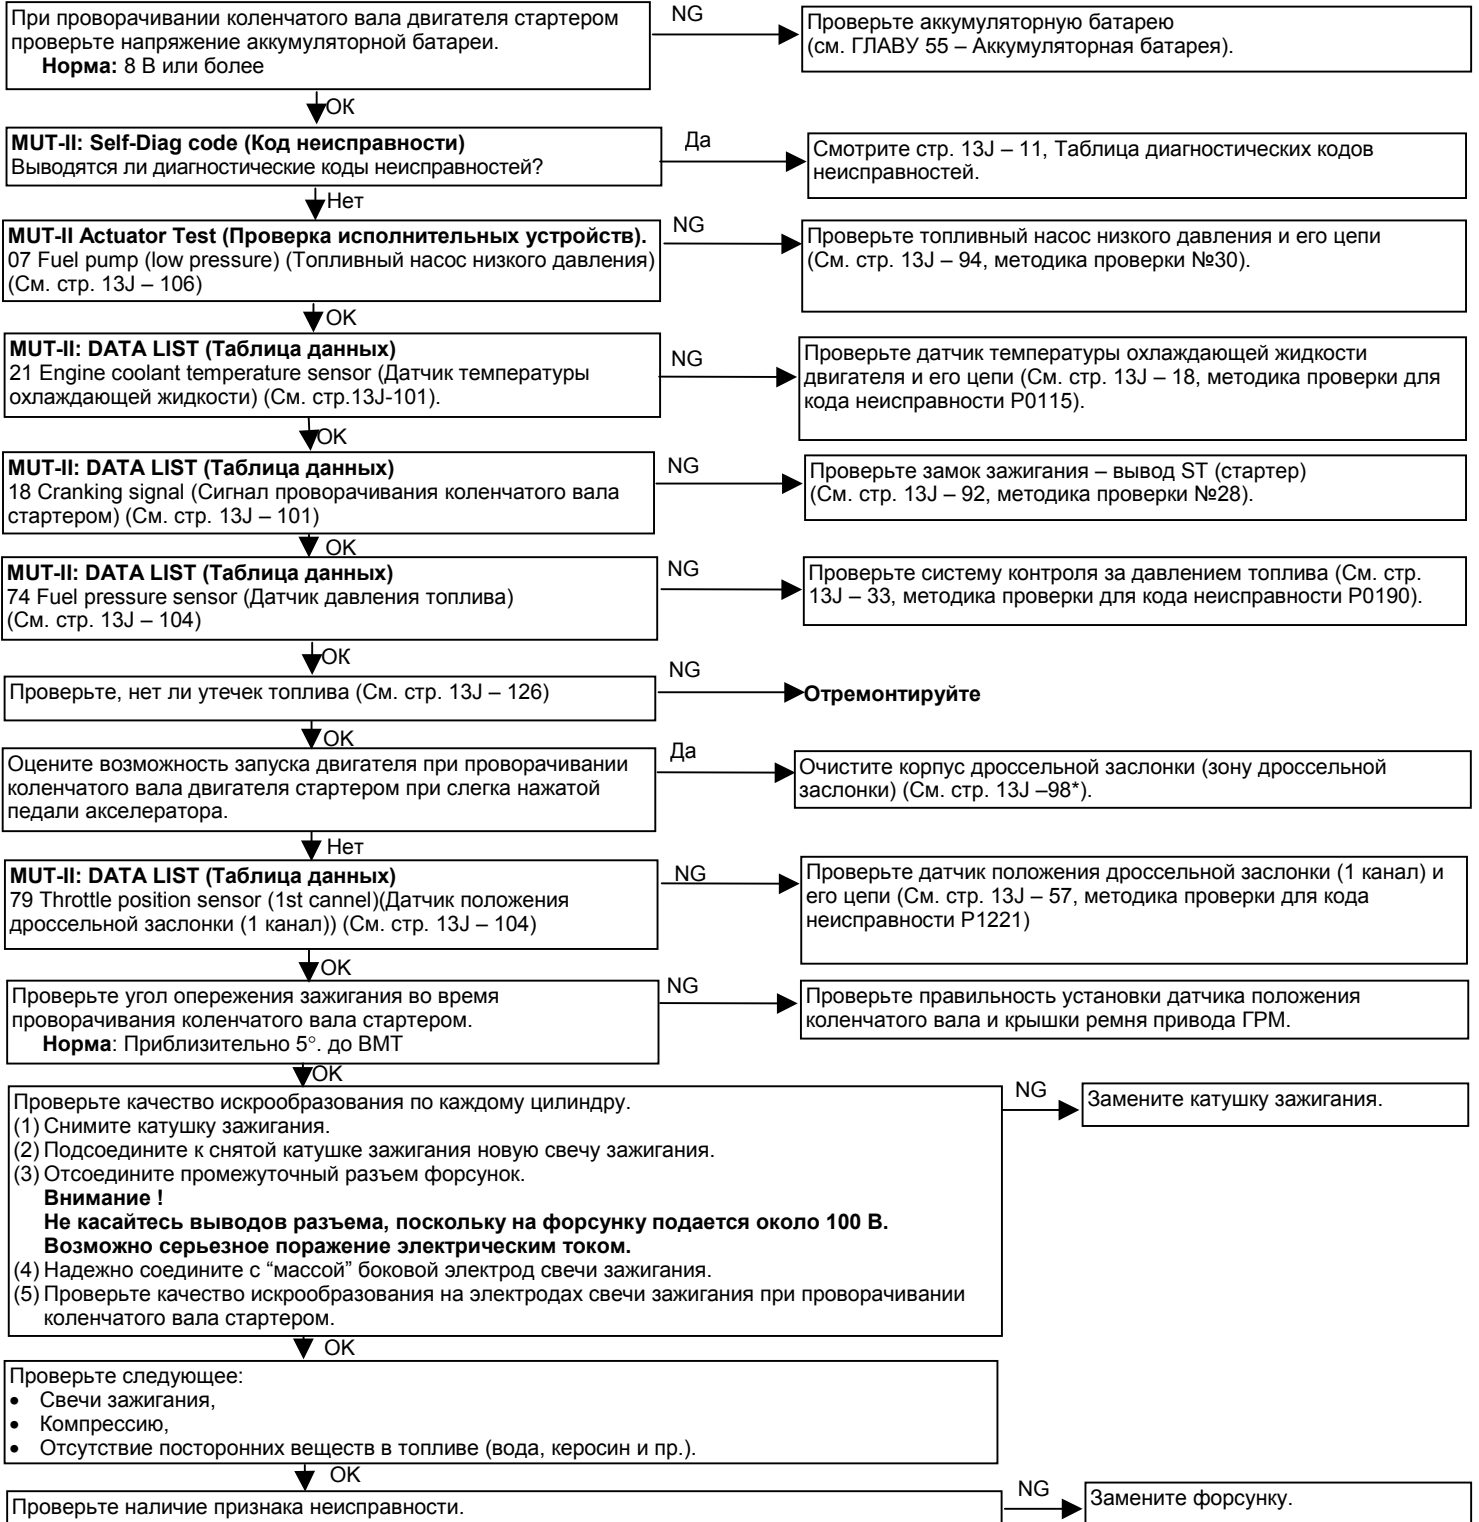 При проворачивании коленчатого вала двигателя стартером
проверьте напряжение аккумуляторной батареи.
Норма: 8 В или более
NG
Проверьте аккумуляторную батарею
(см. ГЛАВУ 55 – Аккумуляторная батарея).
ОК
MUT-II: Self-Diag code (Код неисправности)
Выводятся ли диагностические коды неисправностей?
Да
Смотрите стр. 13J – 11, Таблица диагностических кодов
неисправностей.
Нет
MUT-II Actuator Test (Проверка исполнительных устройств).
07 Fuel pump (low pressure) (Топливный насос низкого давления)
(См. стр. 13J – 106)
NG
Проверьте топливный насос низкого давления и его цепи
(См. стр. 13J – 94, методика проверки №30).
OK
MUT-II: DATA LIST (Таблица данных)
21 Engine coolant temperature sensor (Датчик температуры
охлаждающей жидкости) (См. стр.13J-101).
NG
Проверьте датчик температуры охлаждающей жидкости
двигателя и его цепи (См. стр. 13J – 18, методика проверки для
кода неисправности P0115).
OK
MUT-II: DATA LIST (Таблица данных)
18 Cranking signal (Сигнал проворачивания коленчатого вала
стартером) (См. стр. 13J – 101)
NG
Проверьте замок зажигания – вывод ST (стартер)
(См. стр. 13J – 92, методика проверки №28).
OK
MUT-II: DATA LIST (Таблица данных)
74 Fuel pressure sensor (Датчик давления топлива)
(См. стр. 13J – 104)
NG
Проверьте систему контроля за давлением топлива (См. стр.
13J – 33, методика проверки для кода неисправности P0190).
ОК
Проверьте, нет ли утечек топлива (См. стр. 13J – 126)
NG
Отремонтируйте
OK
Оцените возможность запуска двигателя при проворачивании
коленчатого вала двигателя стартером при слегка нажатой
педали акселератора.
Да
Очистите корпус дроссельной заслонки (зону дроссельной
заслонки) (См. стр. 13J –98*).
Нет
MUT-II: DATA LIST (Таблица данных)
79 Throttle position sensor (1st cannel)(Датчик положения
дроссельной заслонки (1 канал)) (См. стр. 13J – 104)
NG
Проверьте датчик положения дроссельной заслонки (1 канал) и
его цепи (См. стр. 13J – 57, методика проверки для кода
неисправности P1221)
OK
Проверьте угол опережения зажигания во время
проворачивания коленчатого вала стартером.
Норма: Приблизительно 5°. до ВМТ
NG
Проверьте правильность установки датчика положения
коленчатого вала и крышки ремня привода ГРМ.
OK
Проверьте качество искрообразования по каждому цилиндру.
(1) Снимите катушку зажигания.
(2) Подсоедините к снятой катушке зажигания новую свечу зажигания.
(3) Отсоедините промежуточный разъем форсунок.
Внимание !
Не касайтесь выводов разъема, поскольку на форсунку подается около 100 В.
Возможно серьезное поражение электрическим током.
(4) Надежно соедините с “массой” боковой электрод свечи зажигания.
(5) Проверьте качество искрообразования на электродах свечи зажигания при проворачивании
коленчатого вала стартером.
NG
Замените катушку зажигания.
OK
Проверьте следующее:
• Свечи зажигания,
• Компрессию,
• Отсутствие посторонних веществ в топливе (вода, керосин и пр.).
OK
Проверьте наличие признака неисправности.
NG
Замените форсунку.